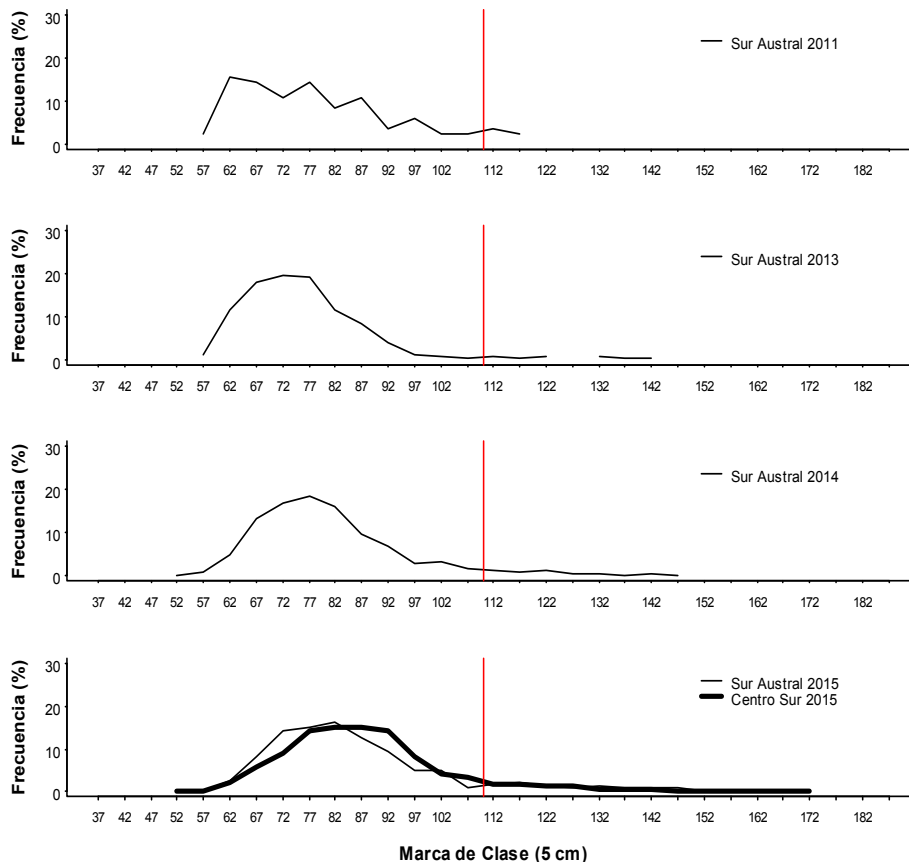 Frecuencia (%)
30
20
10
0
Sur Austral 2011
37 42 47 52 57 62 67 72 77 82 87 92 97 102 112 122 132 142 152 162 172 182
Frecuencia (%)
30
20
10
0
Sur Austral 2013
37 42 47 52 57 62 67 72 77 82 87 92 97 102 112 122 132 142 152 162 172 182
Frecuencia (%)
30
20
10
0
Sur Austral 2014
37 42 47 52 57 62 67 72 77 82 87 92 97 102 112 122 132 142 152 162 172 182
Frecuencia (%)
30
20
10
0
Sur Austral 2015
Centro Sur 2015
37 42 47 52 57 62 67 72 77 82 87 92 97 102 112 122 132 142 152 162 172 182
Marca de Clase (5 cm)